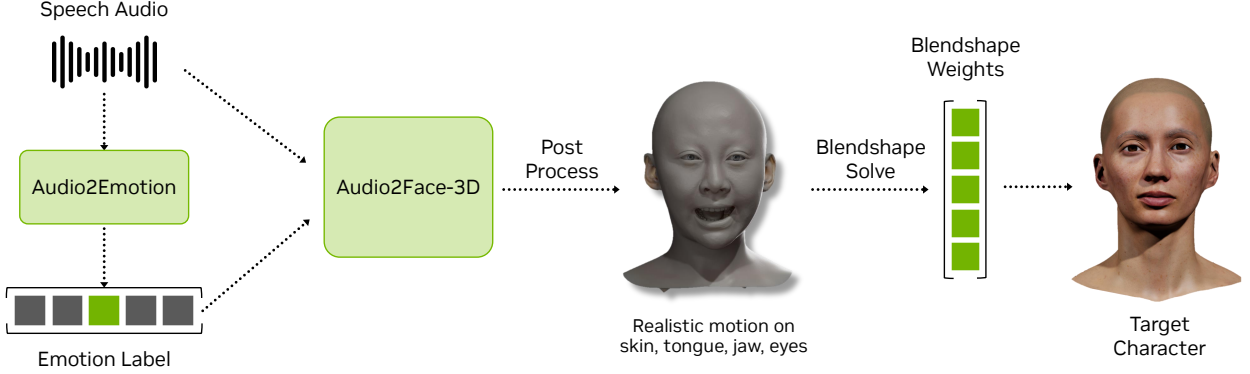 Speech Audio
Audio2Emotion
Emotion Label
Audio2Face-3D
Post
Process
Realistic motion on
skin, tongue, jaw, eyes
Blendshape
Solve
Blendshape
Weights
Target
Character